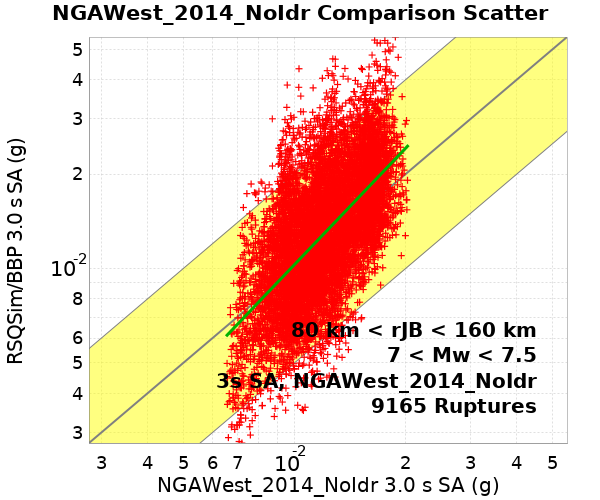 NGAWest_2014_NoIdr Comparison Scatter
RSQSim/BBP 3.0 s SA (g)
5
4
3
2
10-2
8
6
5
4
3
80 km < rJB < 160 km
7 < Mw < 7.5
3s SA, NGAWest_2014_NoIdr
9165 Ruptures
3 4 5 6 7 10-2 2 3 4 5
NGAWest_2014_NoIdr 3.0 s SA (g)